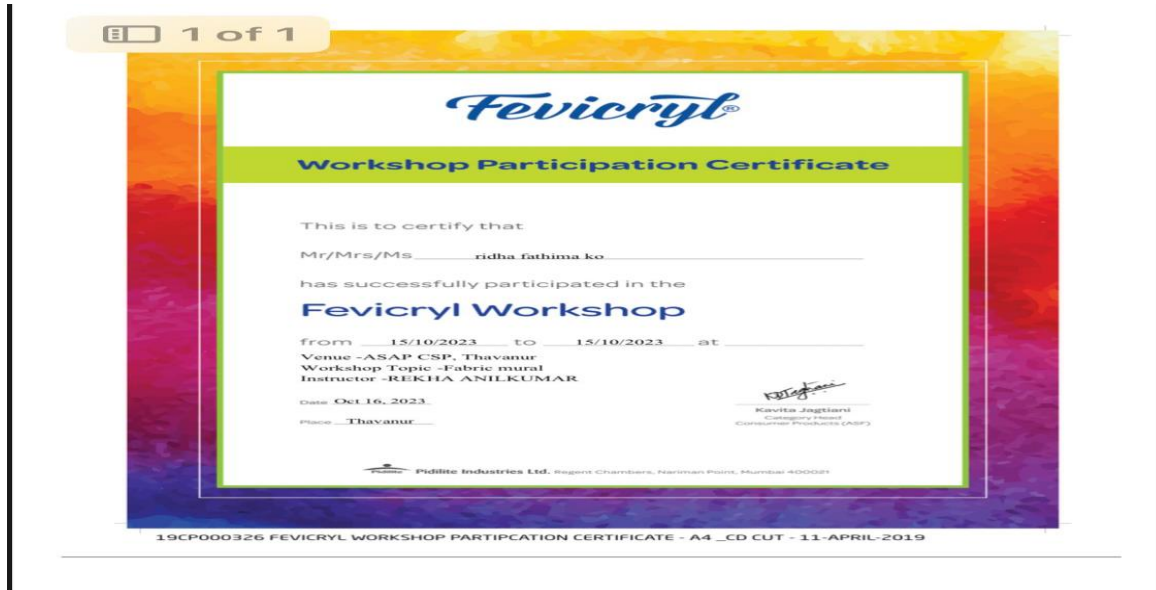 1 of 1
Fevicryl®
Workshop Participation Certificate
This is to certify that
Mr/Mrs/Ms ridha fathima ko
has successfully participated in the
Fevicryl Workshop
from 15/10/2023 to 15/10/2023 at
Venue -ASAP CSP, Thavanur
Workshop Topic -Fabric mural
Instructor -REKHA ANILKUMAR
Date Oct 16, 2023
Place Thavanur
KDJagtiani
Kavita Jagtiani
Category Head
Consumer Products (ASF)
Pidilite Pidilite Industries Ltd. Regent Chambers, Nariman Point, Mumbai 400021
19CP000326 FEVICRYL WORKSHOP PARTIPCATION CERTIFICATE - A4 _CD CUT - 11-APRIL-2019